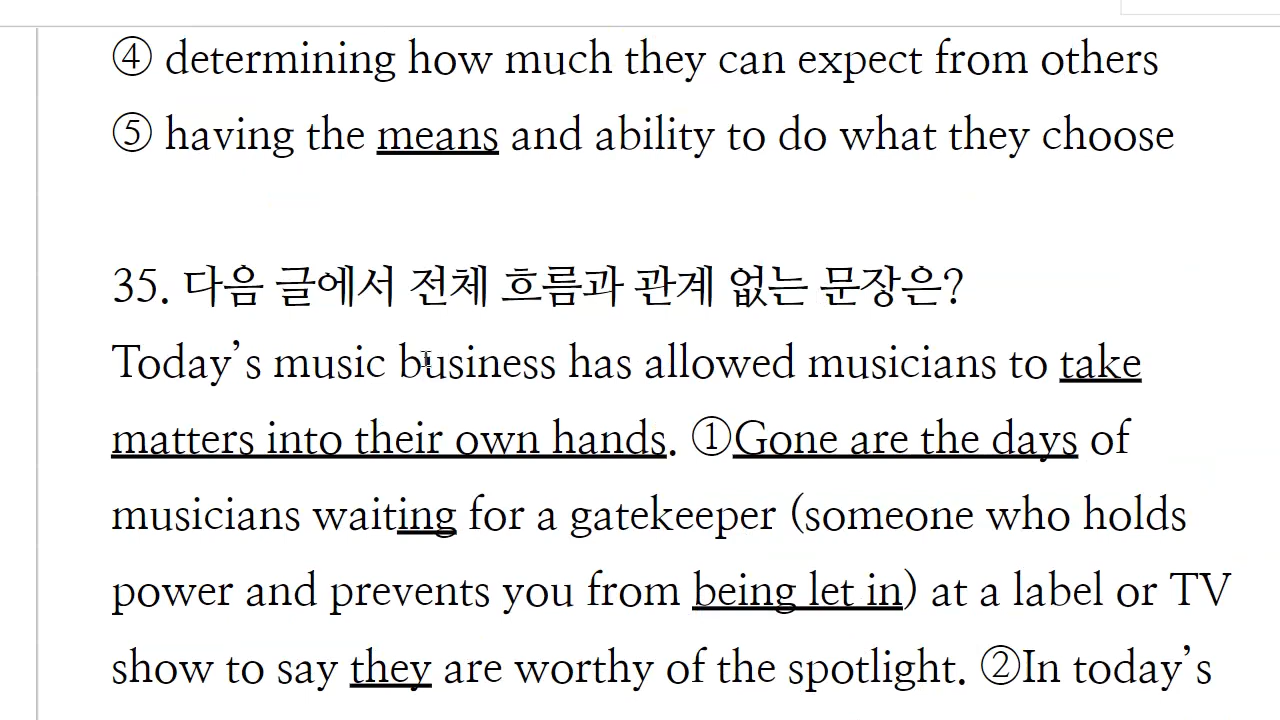 ④ determining how much they can expect from others
⑤ having the means and ability to do what they choose
35. 다음 글에서 전체 흐름과 관계 없는 문장은?
Today’s music business has allowed musicians to take
matters into their own hands. ①Gone are the days of
musicians waiting for a gatekeeper (someone who holds
power and prevents you from being let in) at a label or TV
show to say they are worthy of the spotlight. ②In today’s